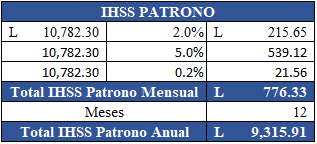 IHSS PATRONO
L 10,782.30 2.0% L 215.65
10,782.30 5.0% 539.12
10,782.30 0.2% 21.56
Total IHSS Patrono Mensual L 776.33
Meses 12
Total IHSS Patrono Anual L 9,315.91